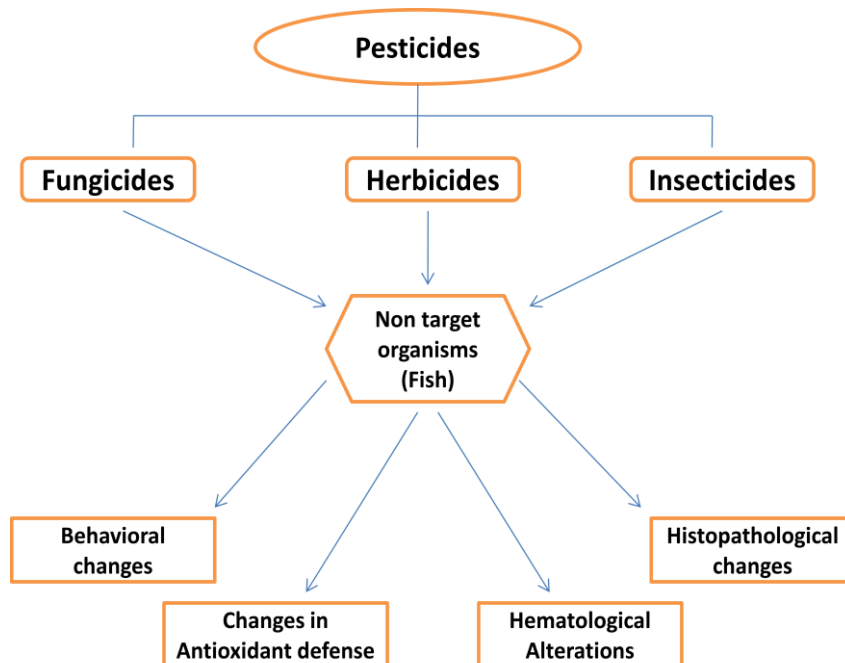 Pesticides
Fungicides
Herbicides
Insecticides
Non target
organisms
(Fish)
Behavioral
changes
Histopathological
changes
Changes in
Antioxidant defense
Hematological
Alterations